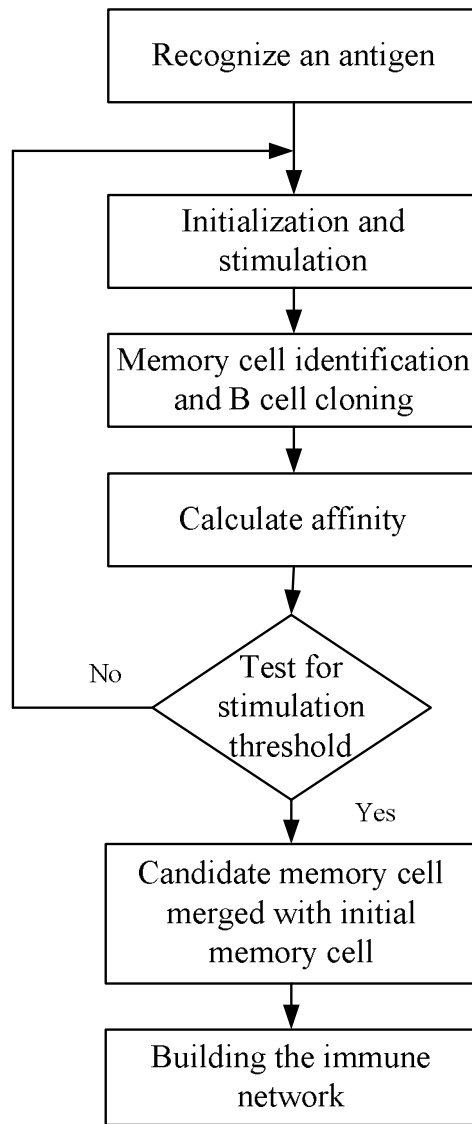 Recognize an antigen
Initialization and
stimulation
Memory cell identification
and B cell cloning
Calculate affinity
No
Test for
stimulation
threshold
Yes
Candidate memory cell
merged with initial
memory cell
Building the immune
network